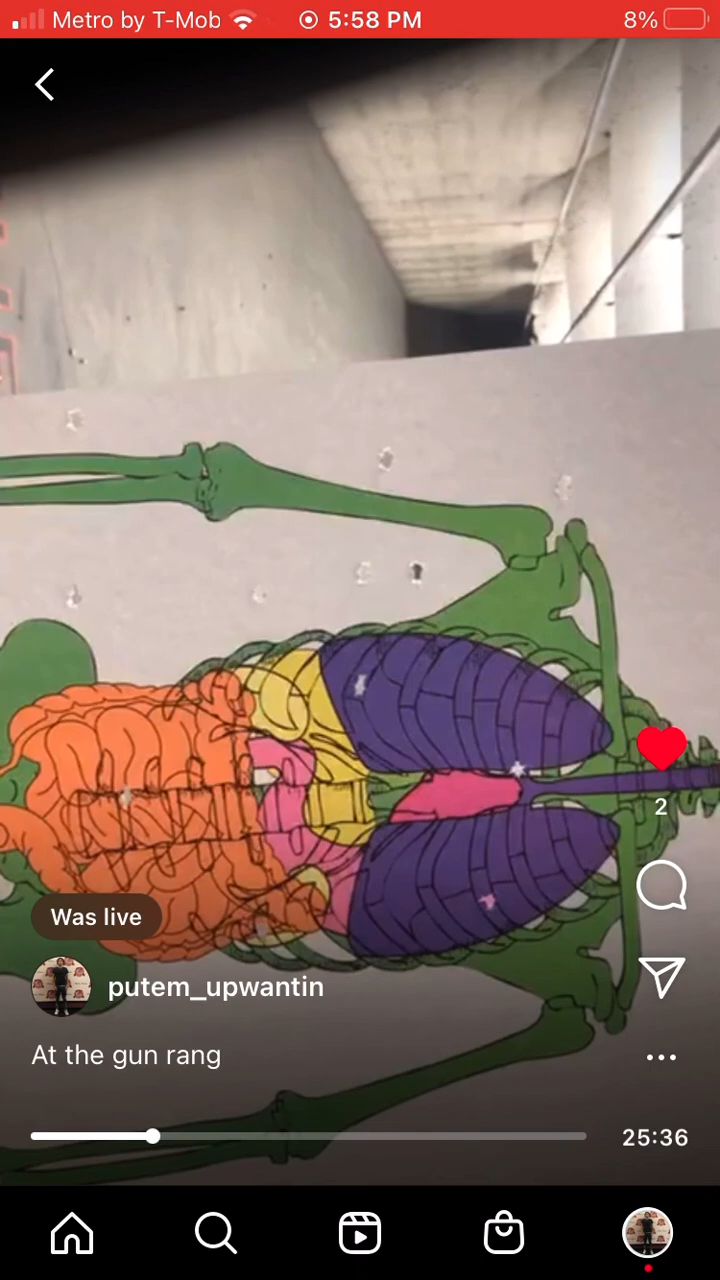 Metro by T-Mob 5:58 PM 8%
2
Was live
putem_upwantin
At the gun rang
25:36